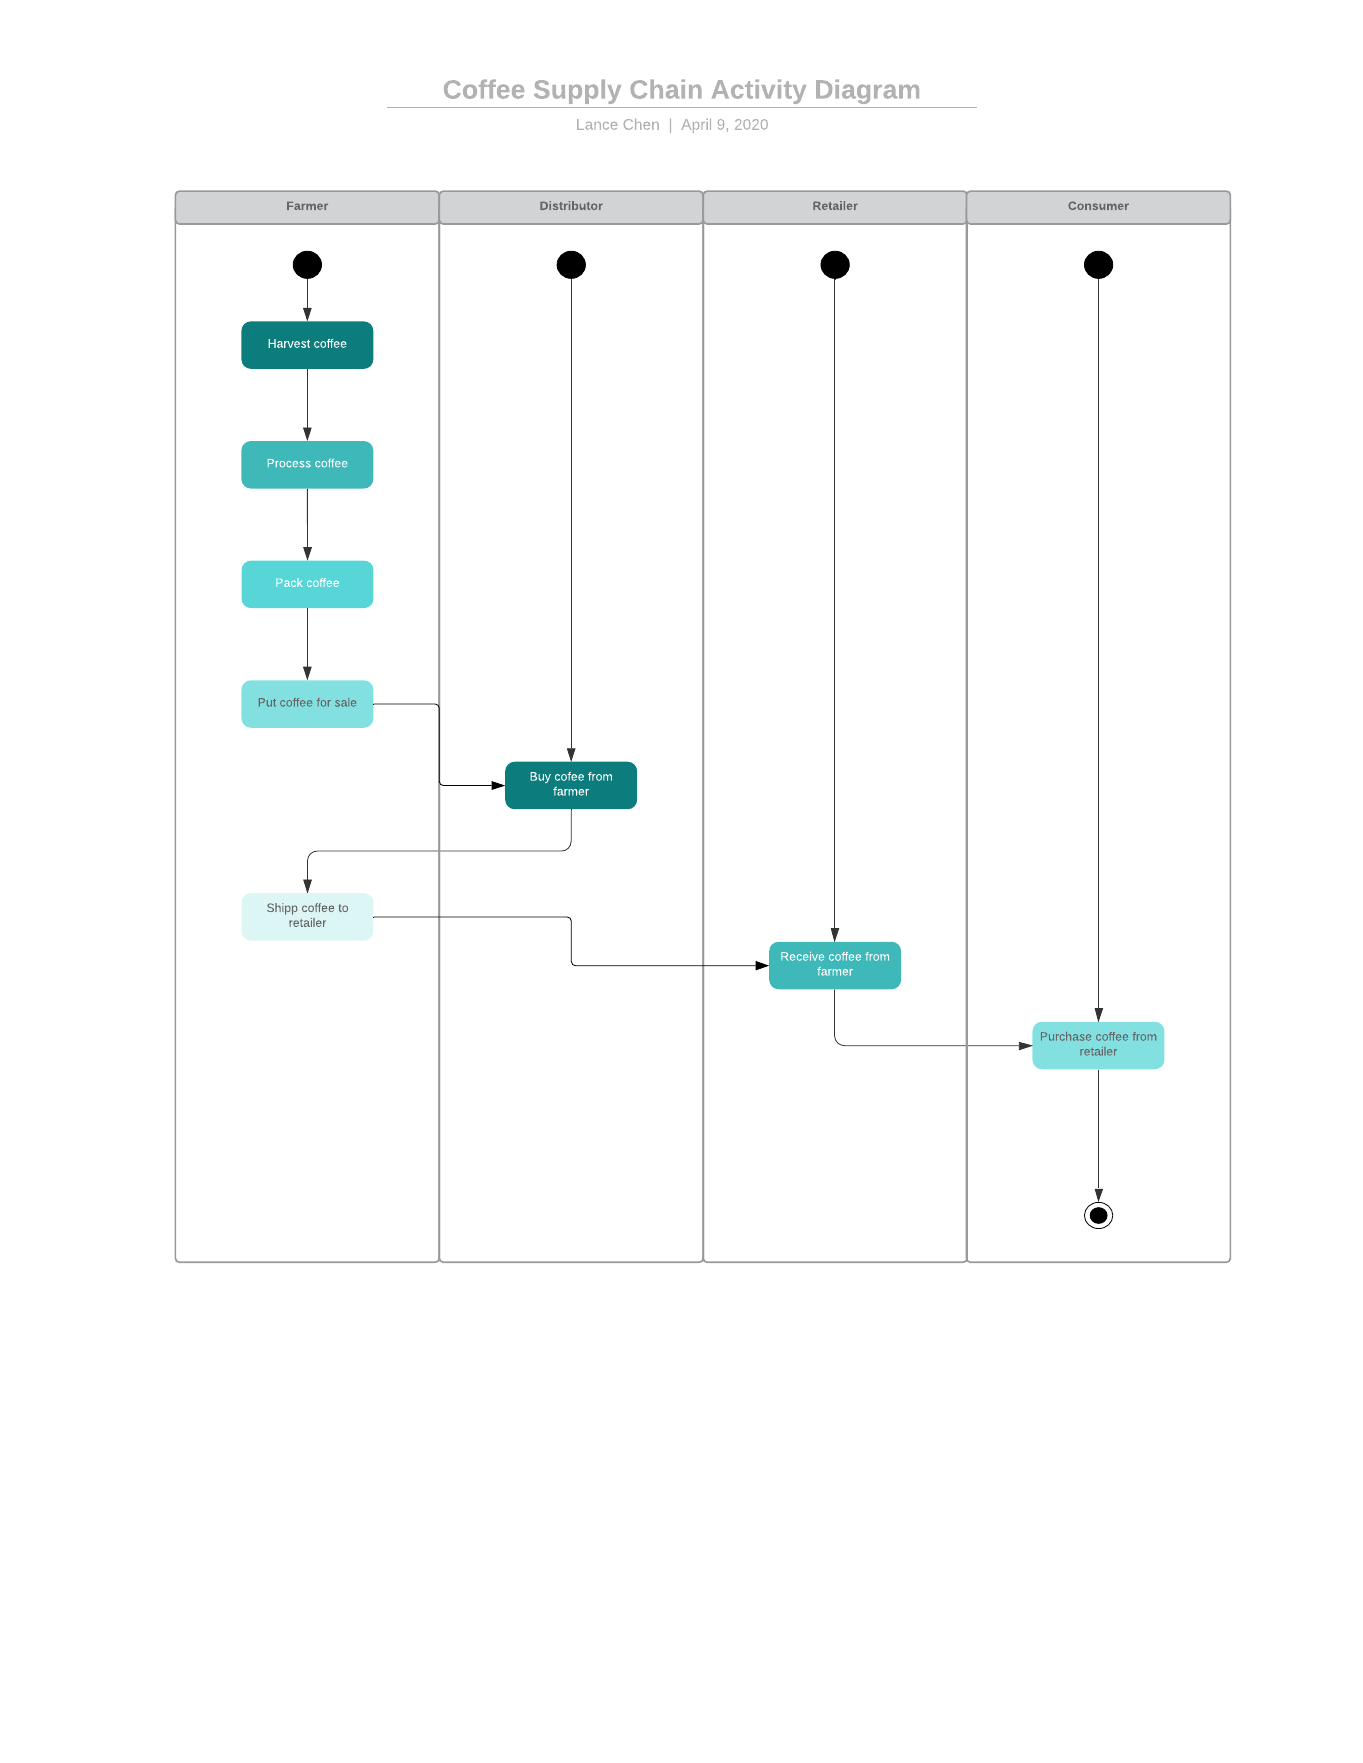 Coffee Supply Chain Activity Diagram
Lance Chen | April 9, 2020
Farmer
Distributor
Retailer
Consumer
Harvest coffee
Process coffee
Pack coffee
Put coffee for sale
Buy cofee from
farmer
Shipp coffee to
retailer
Receive coffee from
farmer
Purchase coffee from
retailer